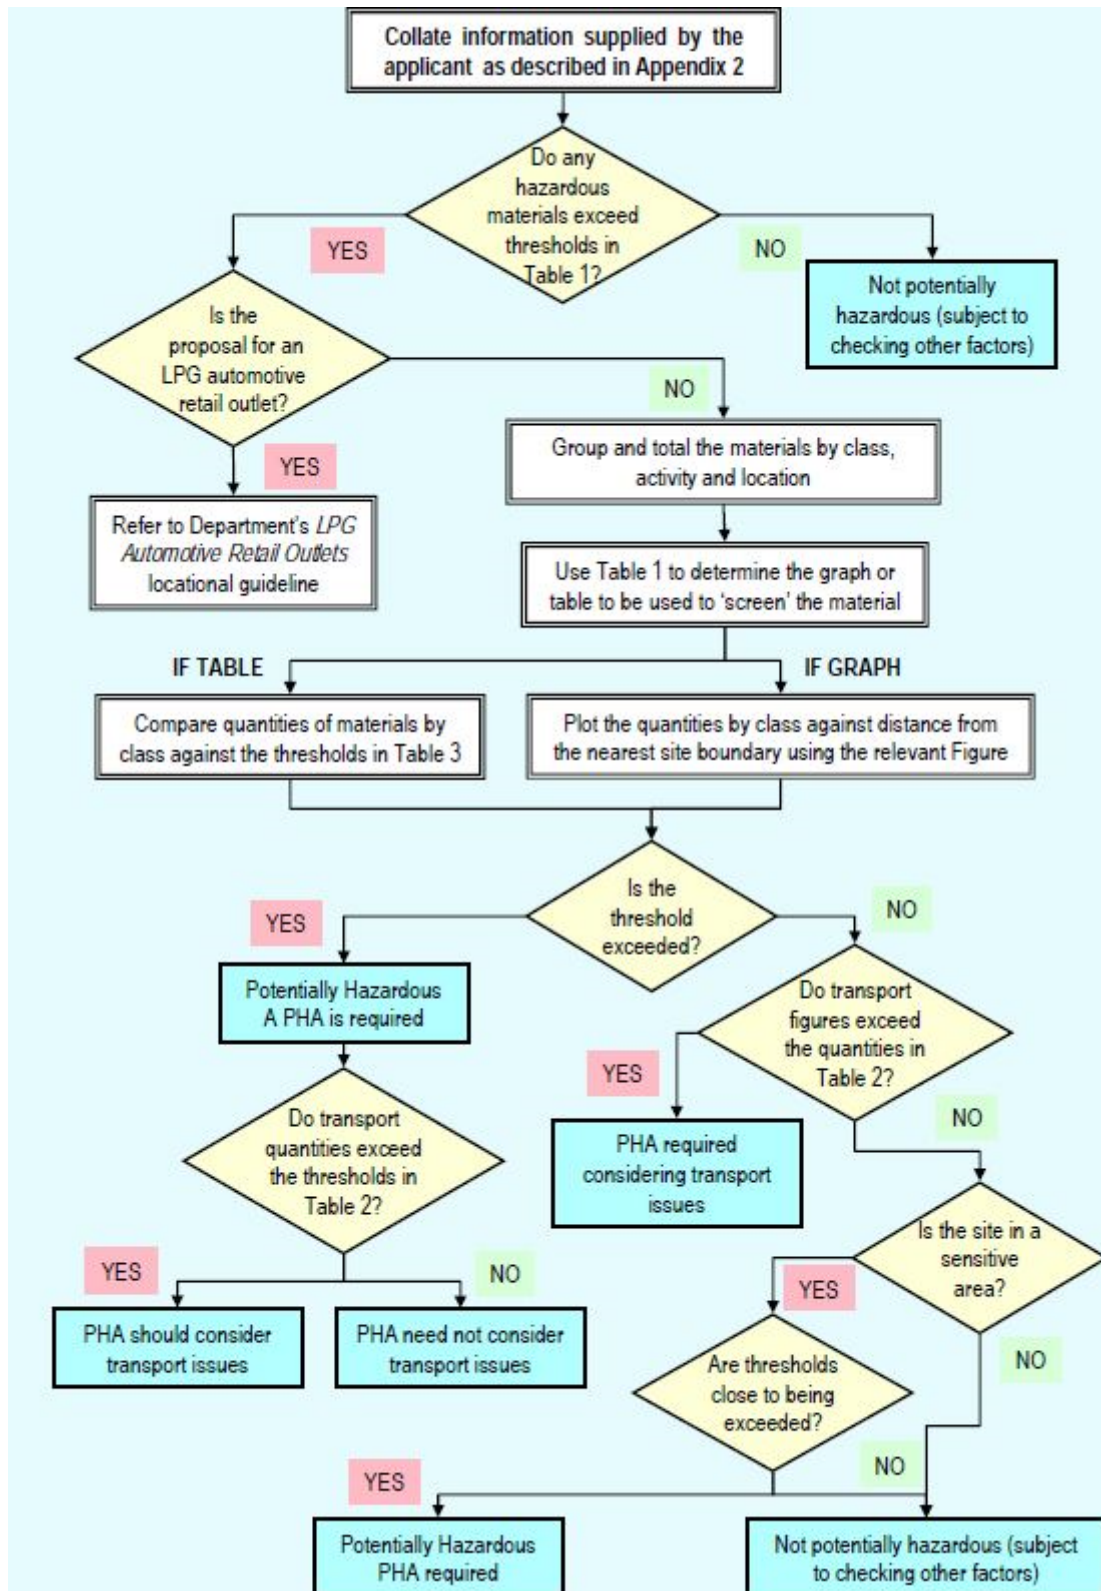 Collate information supplied by the
applicant as described in Appendix 2
Do any
hazardous
materials exceed
thresholds in
Table 1?
YES
NO
Not potentially
hazardous (subject to
checking other factors)
Is the
proposal for an
LPG automotive
retail outlet?
NO
YES
Group and total the materials by class,
activity and location
Refer to Department's LPG
Automotive Retail Outlets
locational guideline
Use Table 1 to determine the graph or
table to be used to ‘screen’ the material
IF TABLE
IF GRAPH
Compare quantities of materials by
class against the thresholds in Table 3
Plot the quantities by class against distance from
the nearest site boundary using the relevant Figure
Is the
threshold
exceeded?
YES
NO
Potentially Hazardous
A PHA is required
Do transport
figures exceed
the quantities in
Table 2?
YES
NO
Do transport
quantities exceed
the thresholds in
Table 2?
PHA required
considering transport
issues
Is the site in a
sensitive
area?
YES
NO
YES
NO
PHA should consider
transport issues
PHA need not consider
transport issues
Are thresholds
close to being
exceeded?
YES
NO
Potentially Hazardous
PHA required
Not potentially hazardous (subject
to checking other factors)